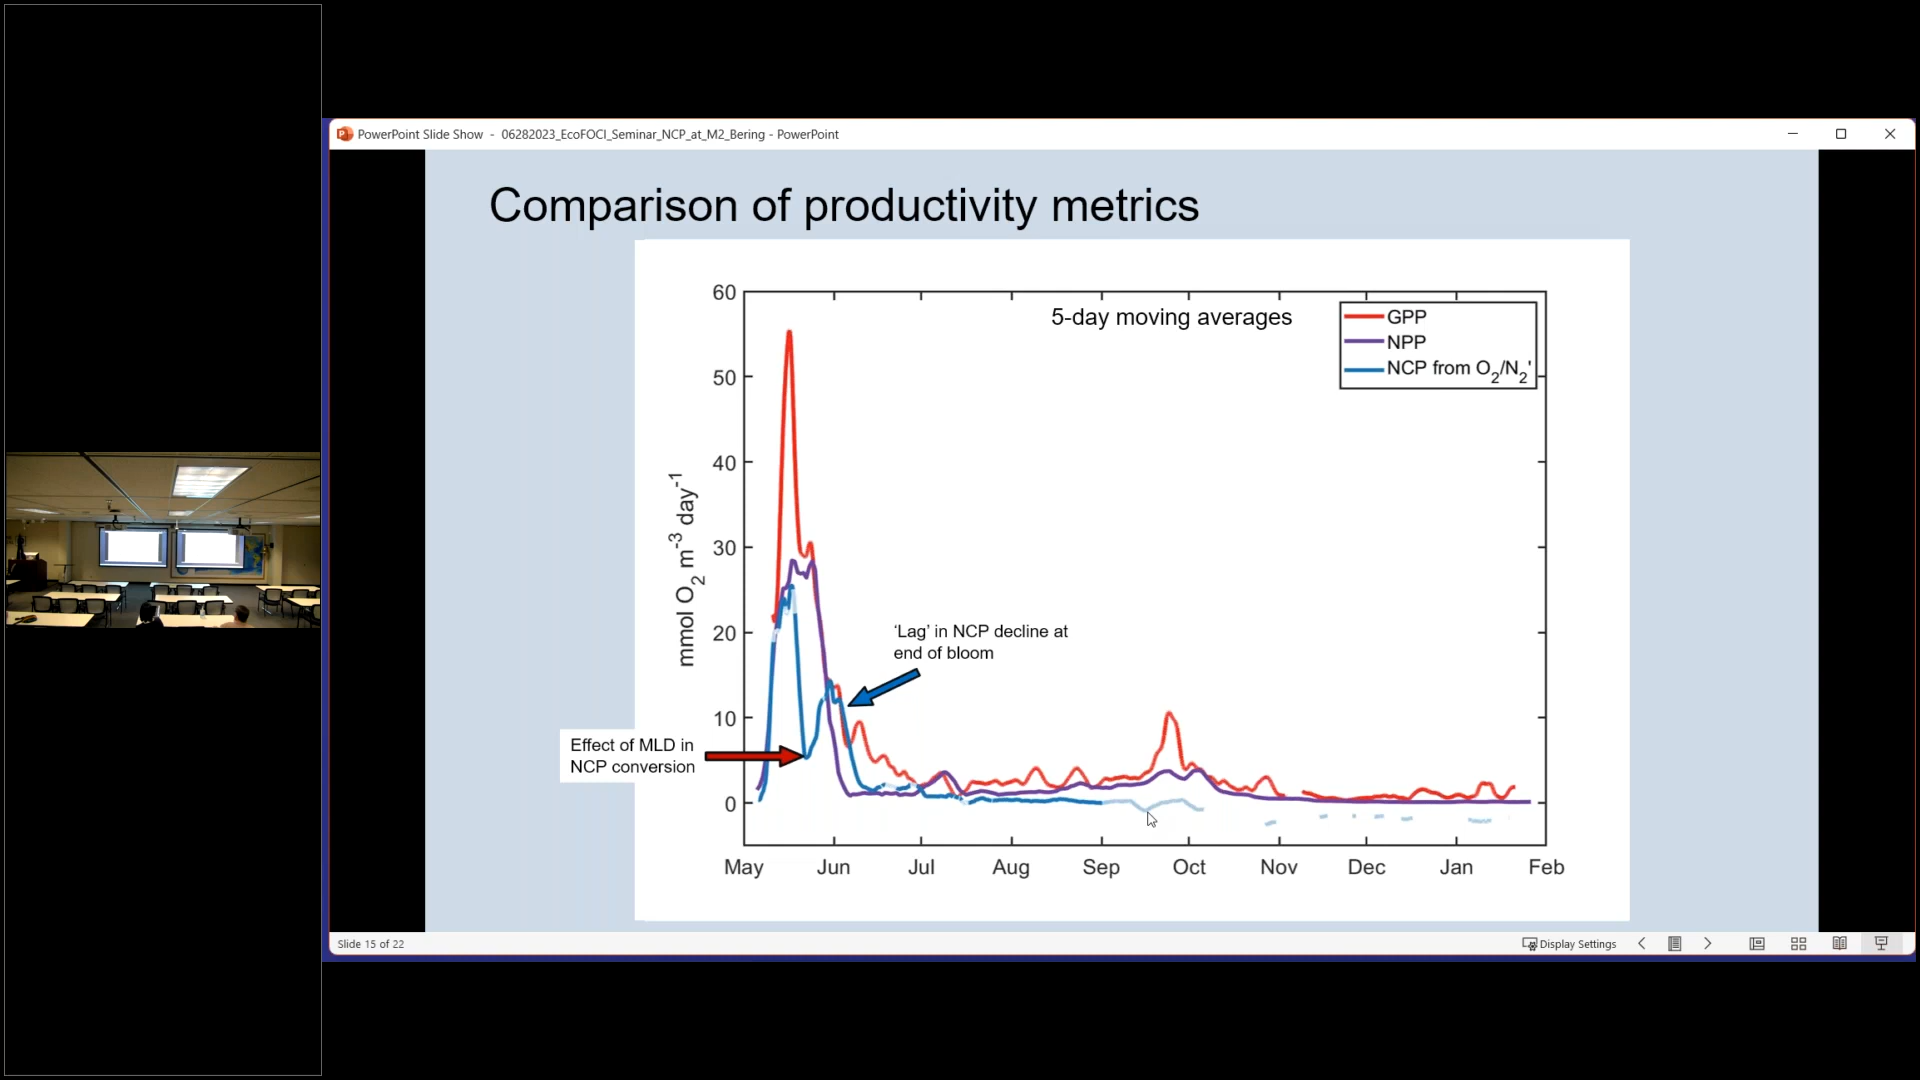 PowerPoint Slide Show - 06282023_EcoFOCI_Seminar_NCP_at_M2_Bering - PowerPoint
Comparison of productivity metrics
5-day moving averages
GPP
NPP
NCP from O2/N2'
60
50
40
30
20
10
0
mmol O2 m-3 day-1
'Lag' in NCP decline at
end of bloom
Effect of MLD in
NCP conversion
May Jun Jul Aug Sep Oct Nov Dec Jan Feb
Slide 15 of 22
Display Settings